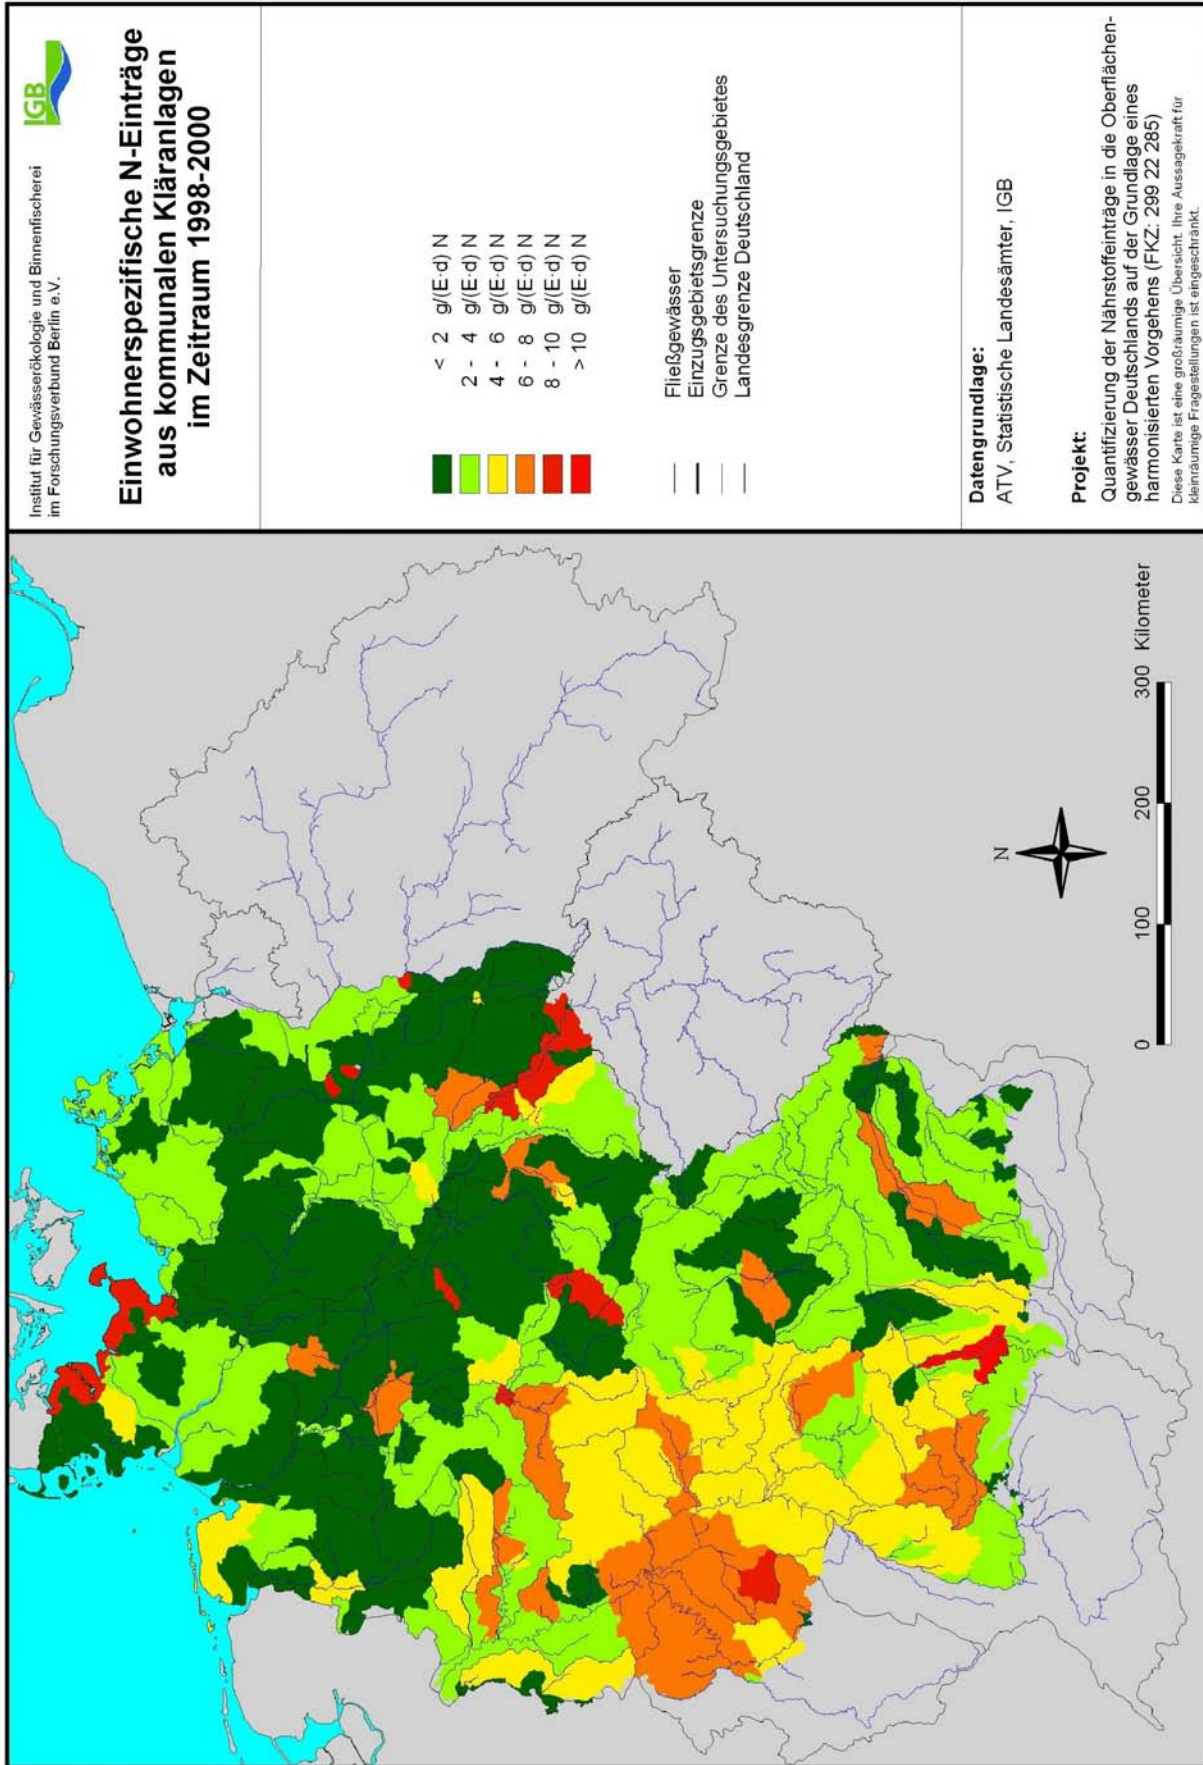 IGB
Institut für Gewässerökologie und Binnenfischerei
im Forschungsverbund Berlin e.V.
Einwohnerspezifische N-Einträge
aus kommunalen Kläranlagen
im Zeitraum 1998-2000
< 2 g/(E·d) N
2 - 4 g/(E·d) N
4 - 6 g/(E·d) N
6 - 8 g/(E·d) N
8 - 10 g/(E·d) N
>10 g/(E·d) N
Fließgewässer
Einzugsgebietsgrenze
Grenze des Untersuchungsgebietes
Landesgrenze Deutschland
Datengrundlage:
ATV, Statistische Landesämter, IGB
Projekt:
Quantifizierung der Nährstoffeinträge in die Oberflächen-
gewässer Deutschlands auf der Grundlage eines
harmonisierten Vorgehens (FKZ: 299 22 285)
Diese Karte ist eine großräumige Übersicht. Ihre Aussagekraft für
kleinräumige Fragestellungen ist eingeschränkt.
N
0 100 200 300 Kilometer